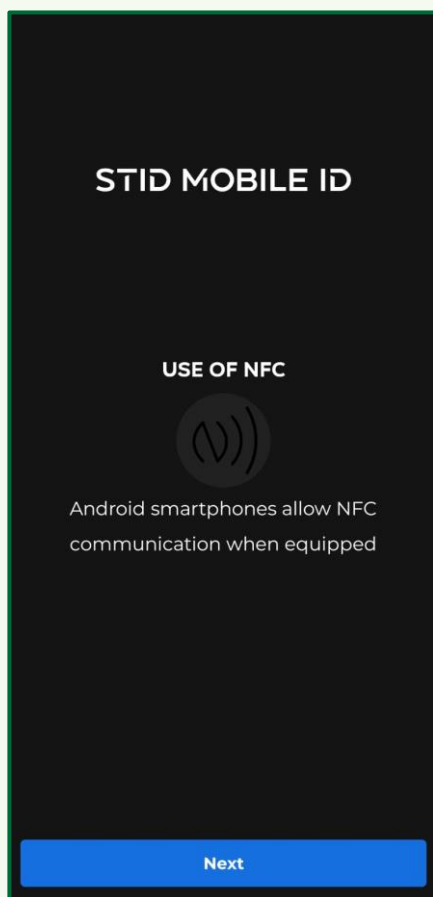 STID MOBILE ID
USE OF NFC
Android smartphones allow NFC
communication when equipped
Next